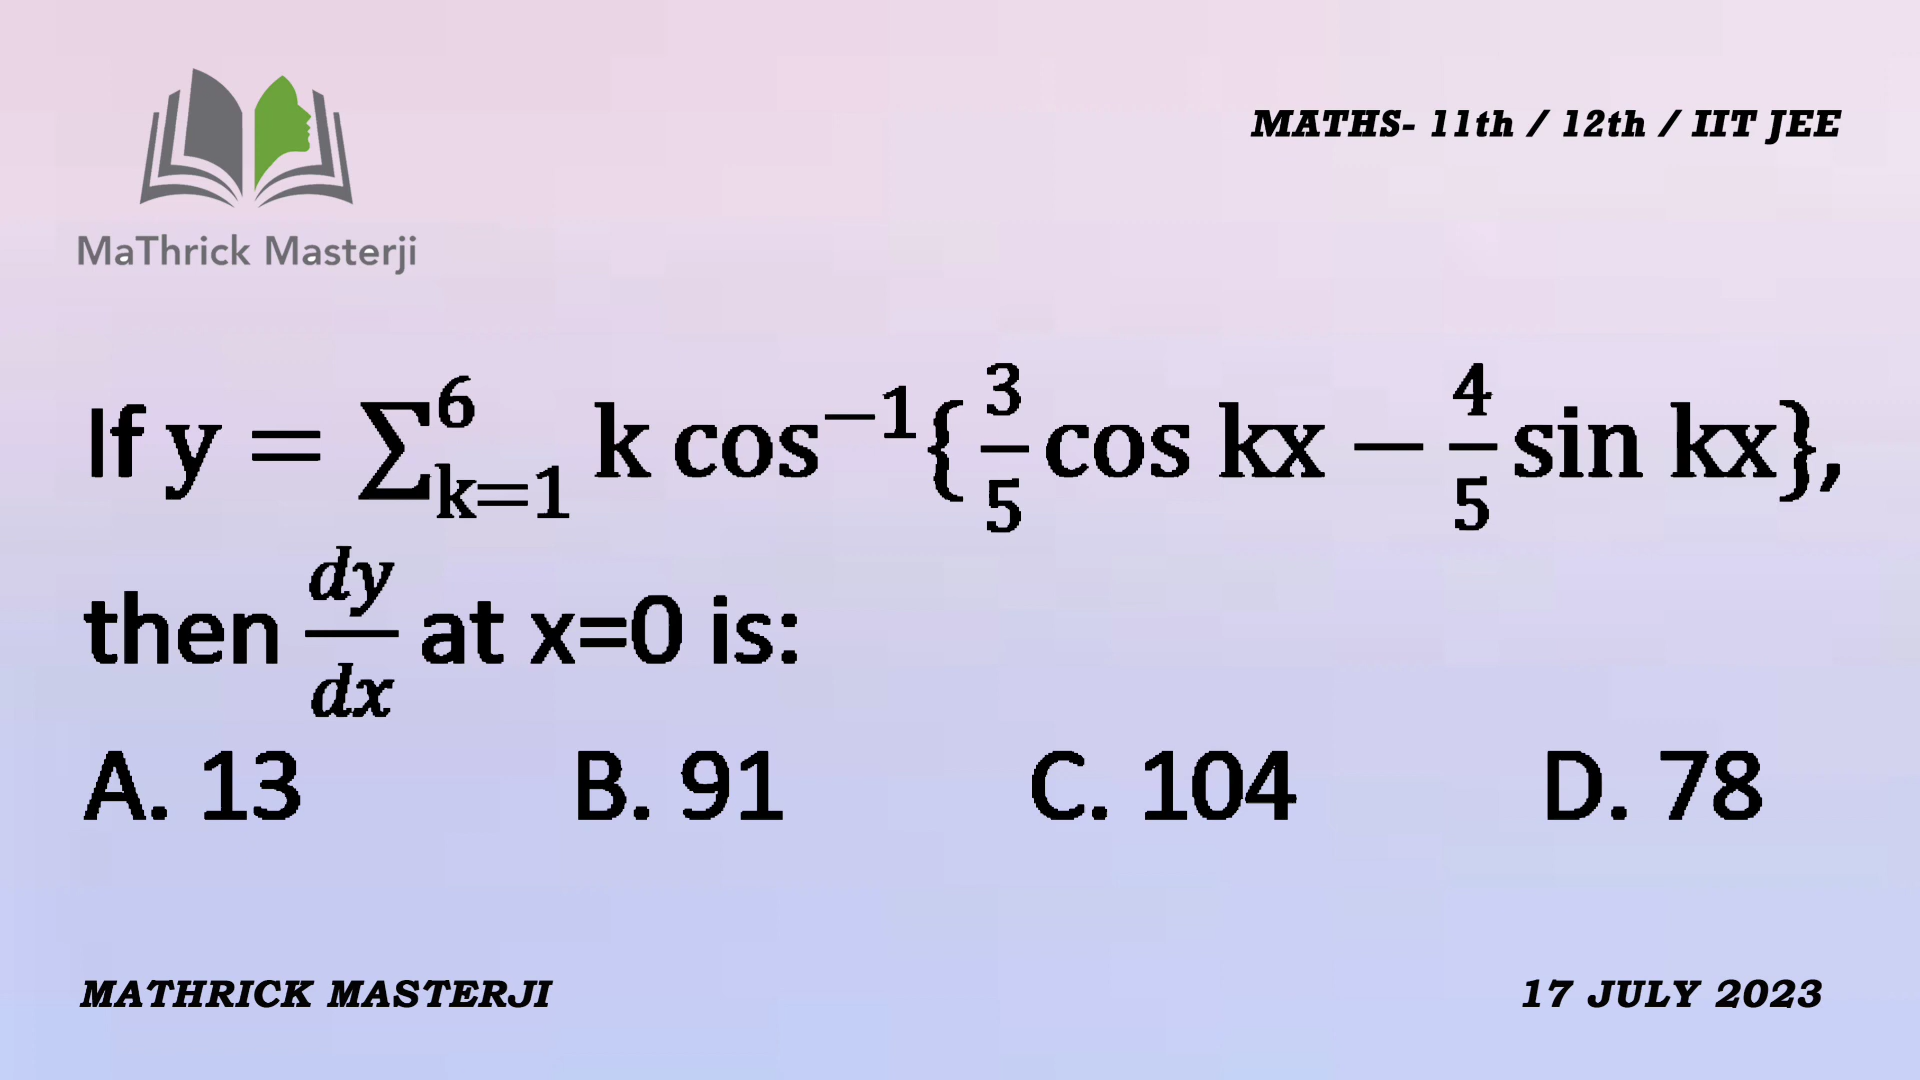 MATHS- 11th / 12th / IIT JEE
MaThrick Masterji
If y = ∑⁶ₖ₌₁ k cos⁻¹{3/5 cos kx − 4/5 sin kx},
then dy/dx at x=0 is:
A. 13 B. 91 C. 104 D. 78
MATHRICK MASTERJI 17 JULY 2023